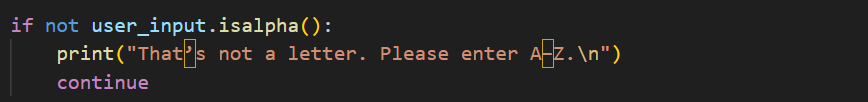 if not user_input.isalpha():
    print("That’s not a letter. Please enter A–Z.\n")
    continue